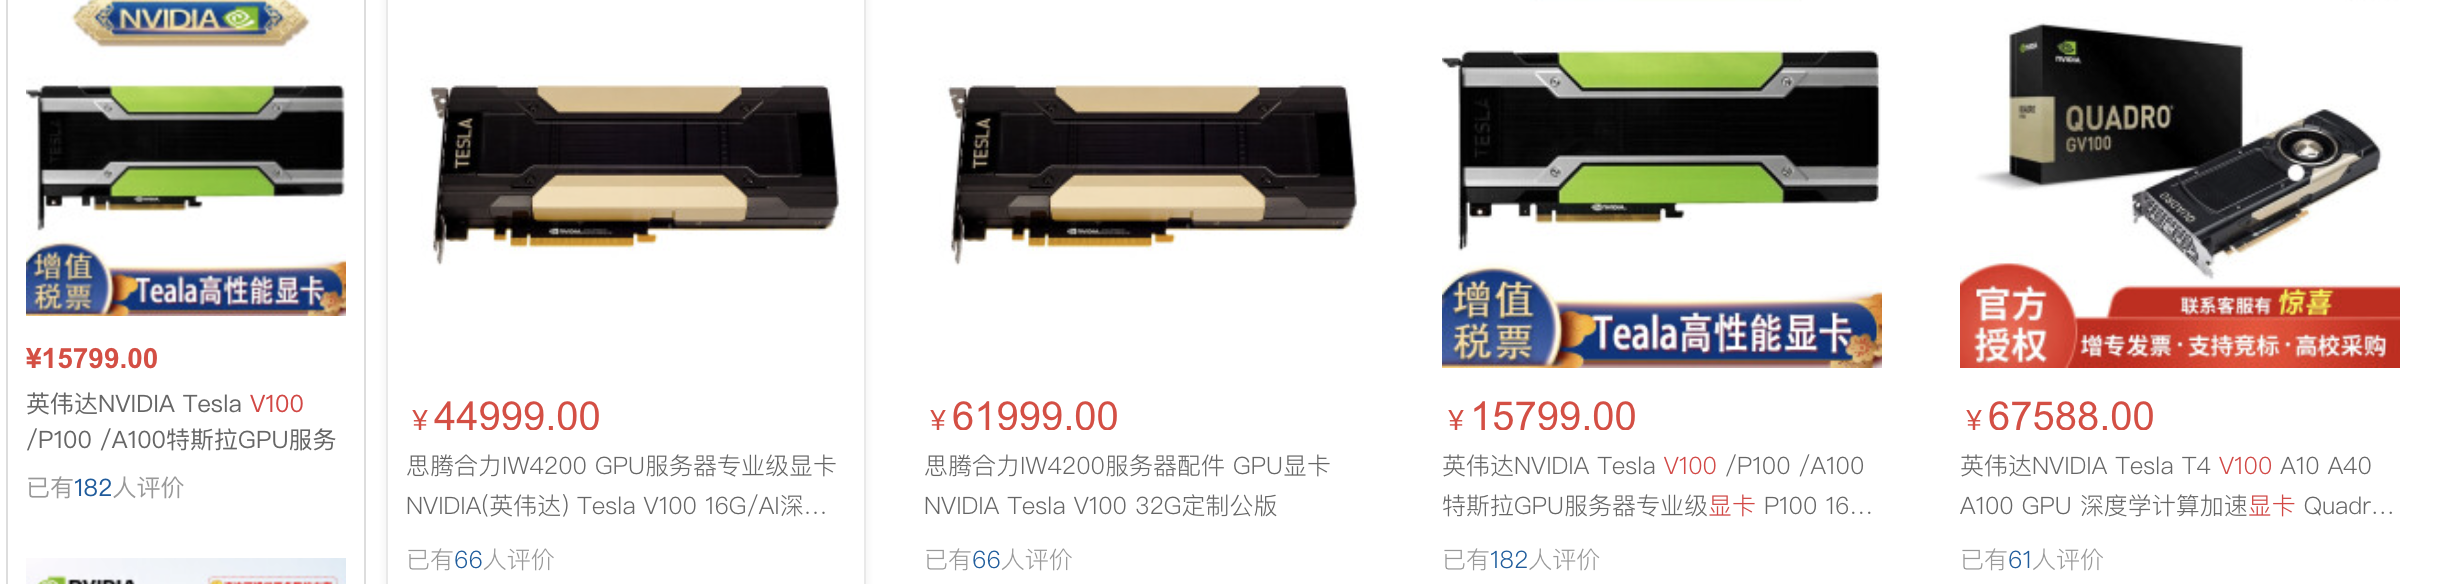 NVIDIA
TESLA
NVIDIA
增值
税票
Teala高性能显卡
¥15799.00
英伟达NVIDIA Tesla V100
/P100 /A100特斯拉GPU服务
已有182人评价
NVIDIA
TESLA
NVIDIA
¥44999.00
思腾合力IW4200 GPU服务器专业级显卡
NVIDIA(英伟达) Tesla V100 16G/AI深...
已有66人评价
TESLA
NVIDIA
¥61999.00
思腾合力IW4200服务器配件 GPU显卡
NVIDIA Tesla V100 32G定制公版
已有66人评价
TESLA
NVIDIA
增值
税票
Teala高性能显卡
¥15799.00
英伟达NVIDIA Tesla V100 /P100 /A100
特斯拉GPU服务器专业级显卡 P100 16...
已有182人评价
NVIDIA
QUADRO
GV100
QUADRO
官方
授权
联系客服有 惊喜
增专发票·支持竞标·高校采购
¥67588.00
英伟达NVIDIA Tesla T4 V100 A10 A40
A100 GPU 深度学计算加速显卡 Quadr...
已有61人评价